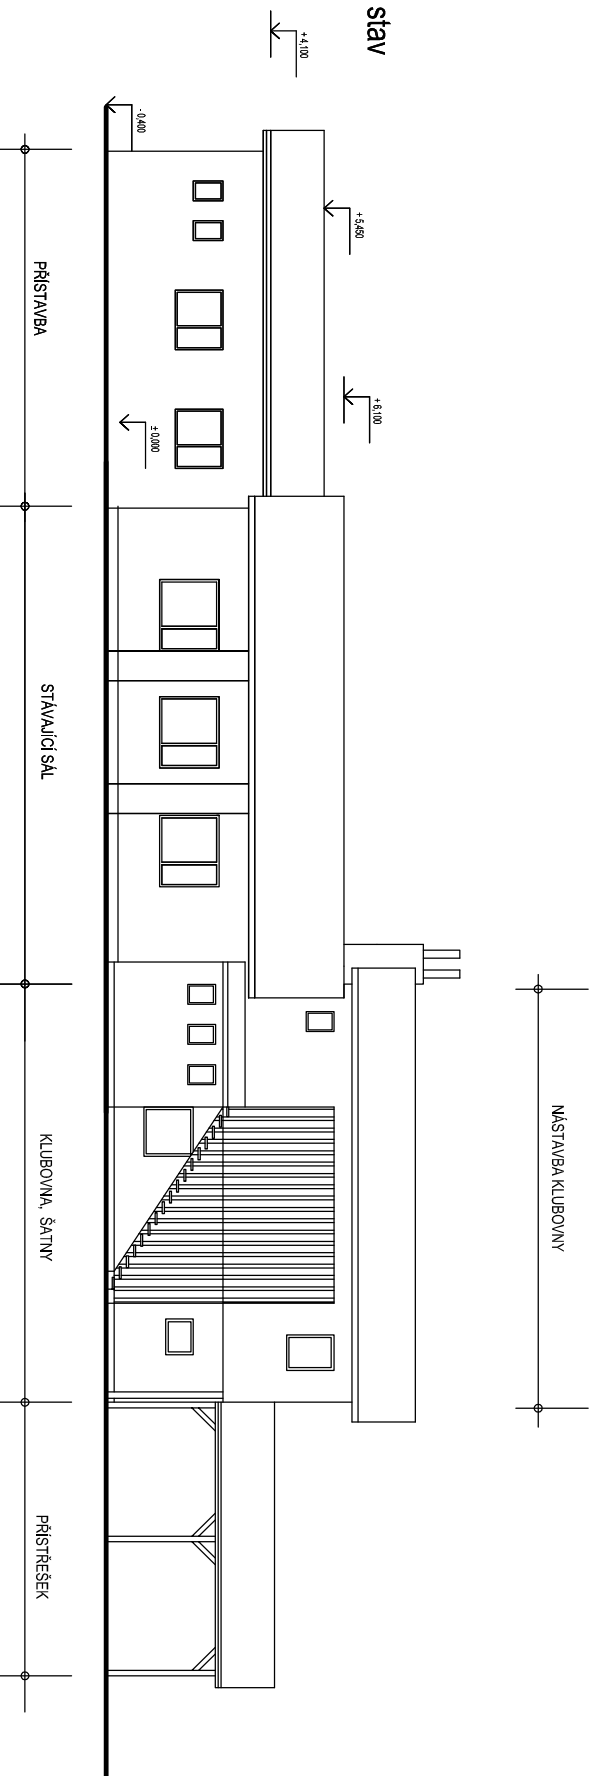 stav
+ 4,100
- 0,400
+ 5,450
+ 6,100
± 0,000
NÁSTAVBA KLUBOVNY
PŘÍSTAVBA
STÁVAJÍCÍ SÁL
KLUBOVNA, ŠATNY
PŘÍSTŘEŠEK